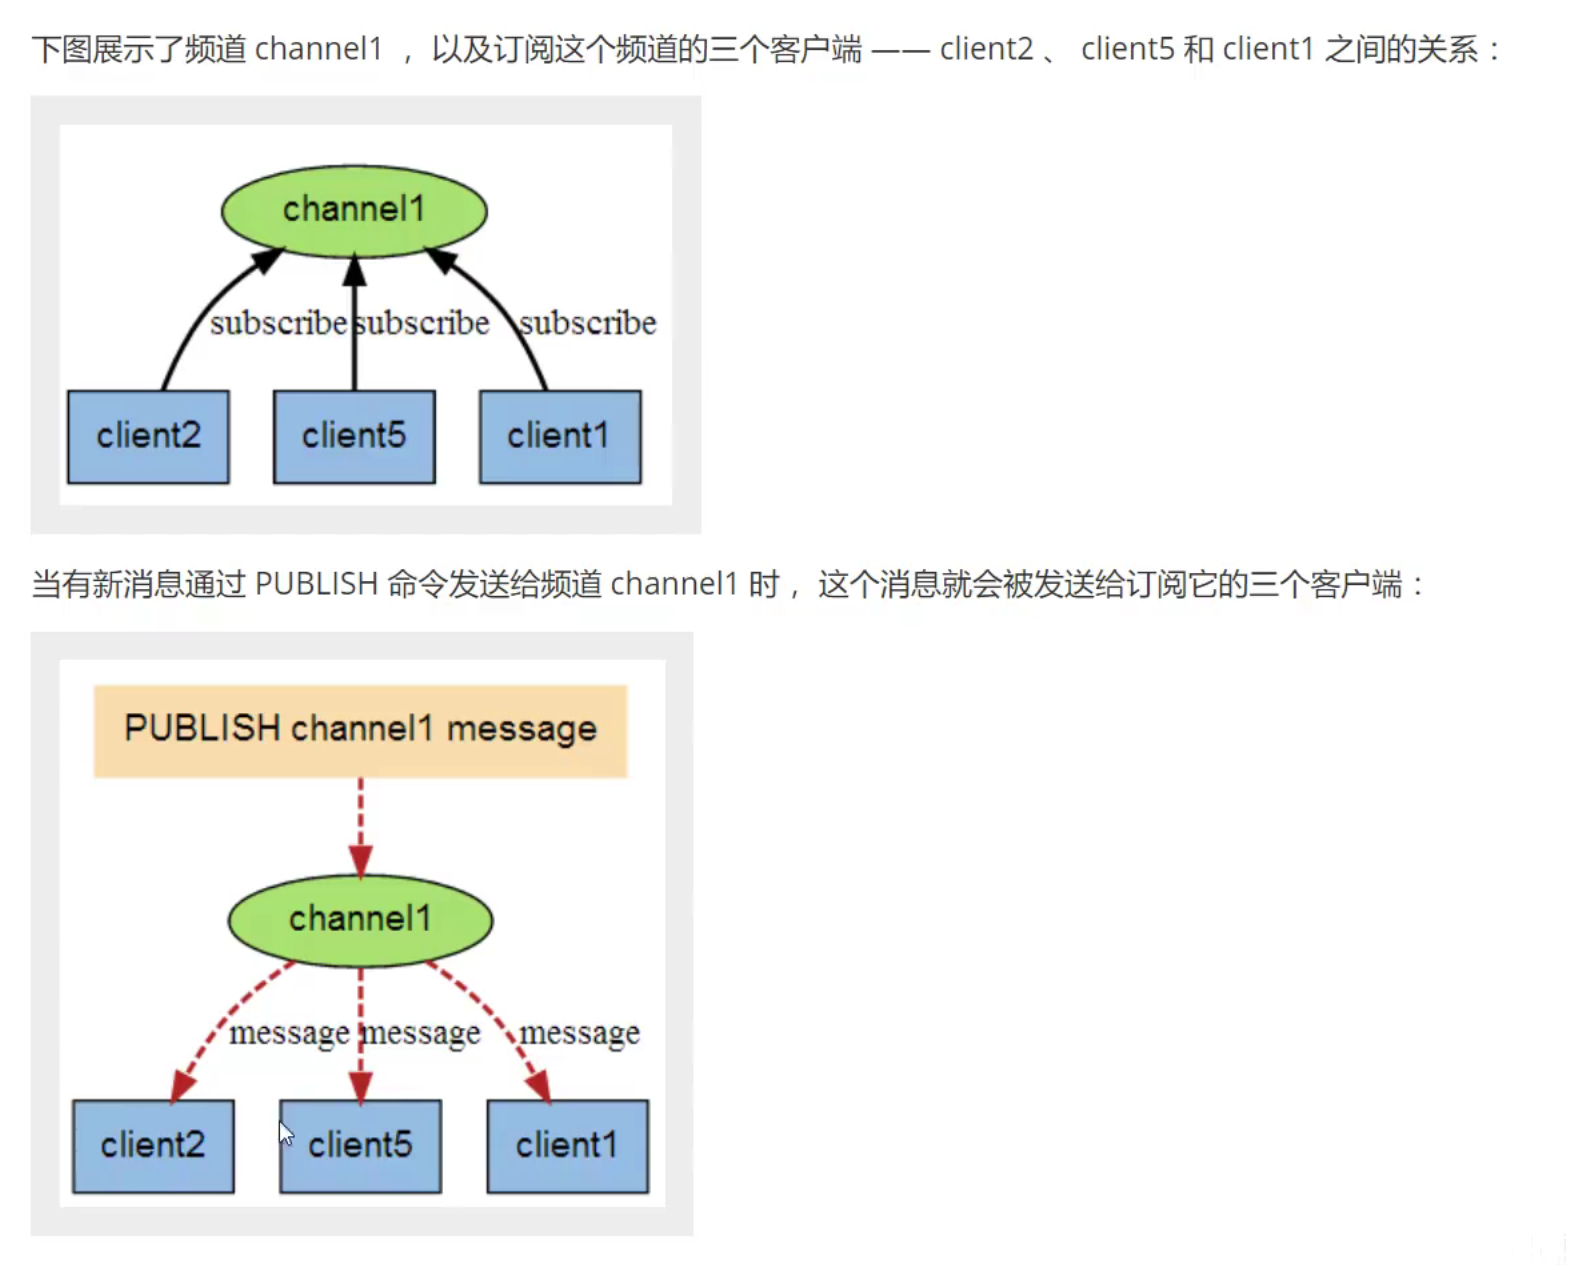 下图展示了频道 channel1 ，以及订阅这个频道的三个客户端 —— client2 、 client5 和 client1 之间的关系：
channel1
subscribe subscribe subscribe
client2 client5 client1
当有新消息通过 PUBLISH 命令发送给频道 channel1 时，这个消息就会被发送给订阅它的三个客户端：
PUBLISH channel1 message
channel1
message message message
client2 client5 client1